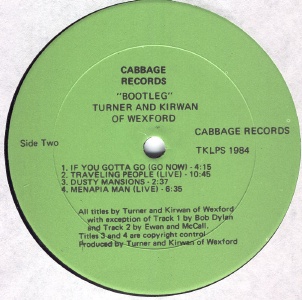 CABBAGE
RECORDS
"BOOTLEG"
TURNER AND KIRWAN
OF WEXFORD
CABBAGE RECORDS
Side Two
TKLPS 1984
1. IF YOU GOTTA GO (GO NOW) - 4:15
2. TRAVELING PEOPLE (LIVE) - 10:45
3. DUSTY MANSIONS - 2:37
4. MENAPIA MAN (LIVE) - 6:35
All titles by Turner and Kirwan of Wexford
with exception of Track 1 by Bob Dylan
and Track 2 by Ewan and McCall.
Titles 3 and 4 are copyright control
Produced by Turner and Kirwan of Wexford